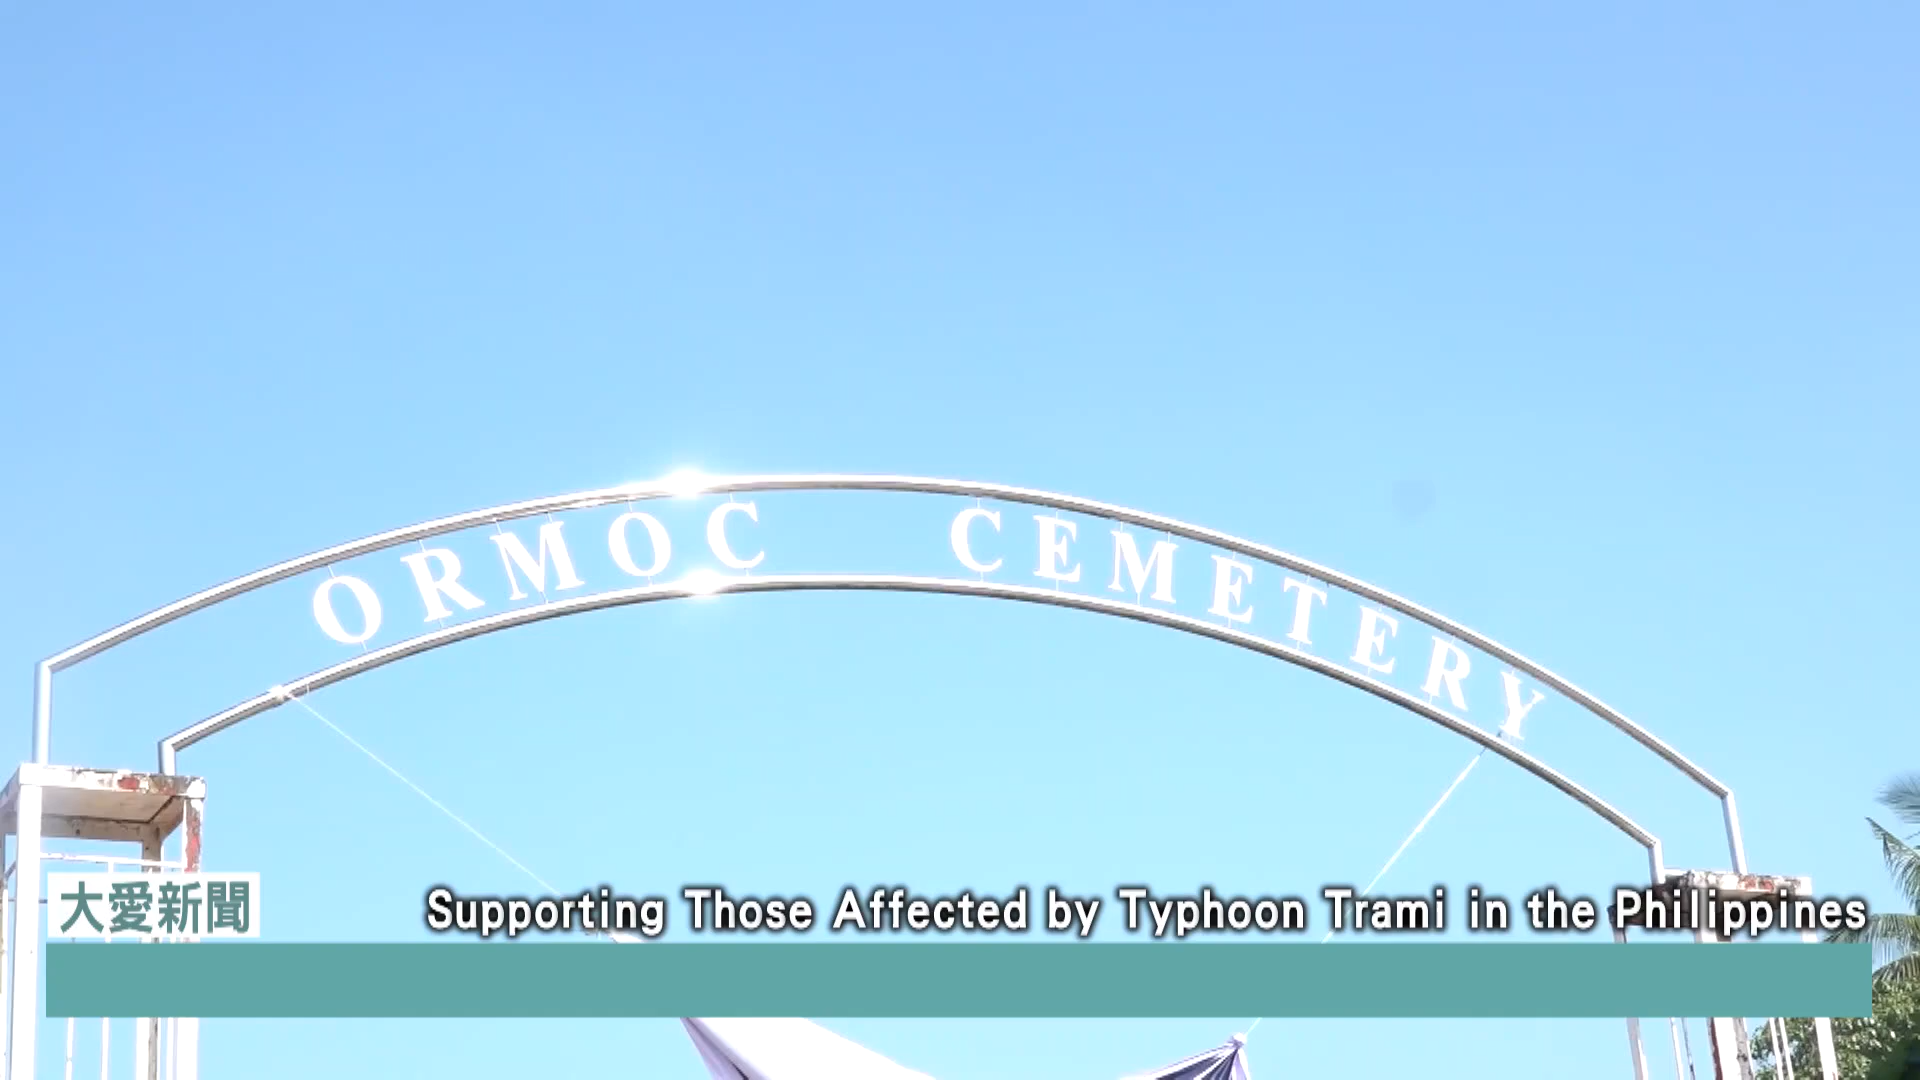 ORMOC CEMETERY
大愛新聞
Supporting Those Affected by Typhoon Trami in the Philippines